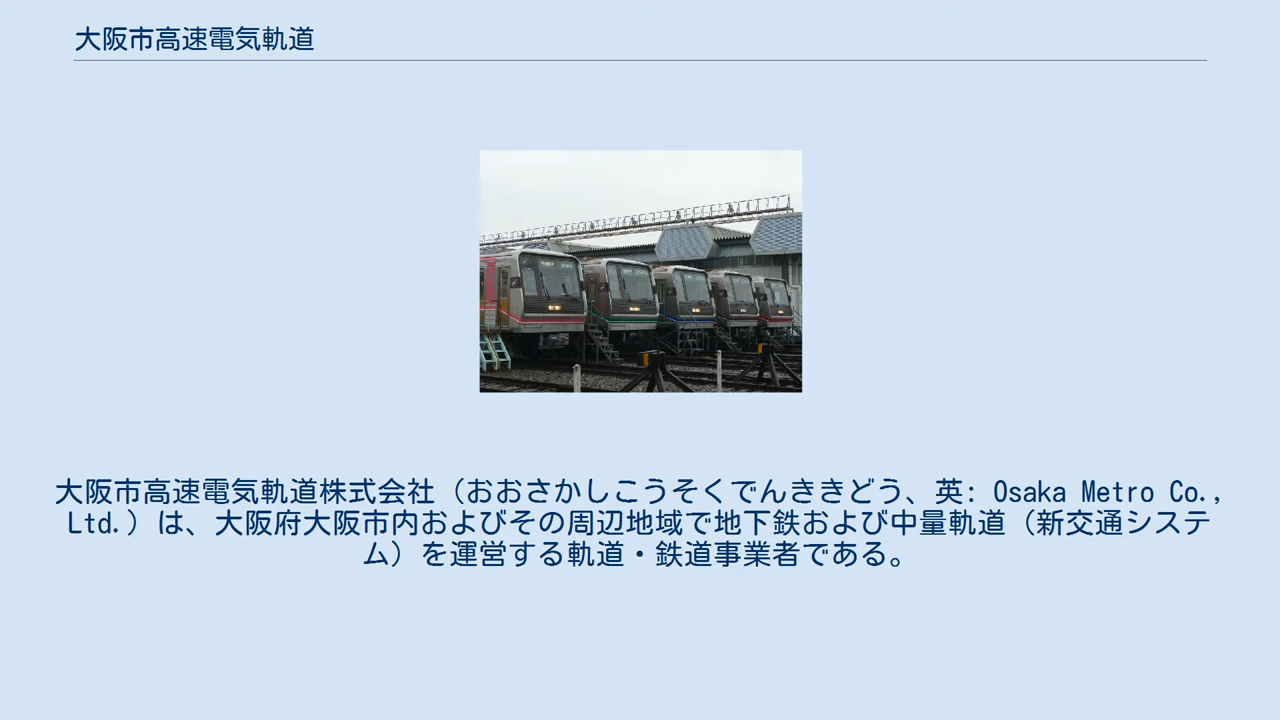 大阪市高速電気軌道
大阪市高速電気軌道株式会社（おおさかしこうそくでんききどう、英: Osaka Metro Co.,
Ltd.）は、大阪府大阪市内およびその周辺地域で地下鉄および中量軌道（新交通システ
ム）を運営する軌道・鉄道事業者である。